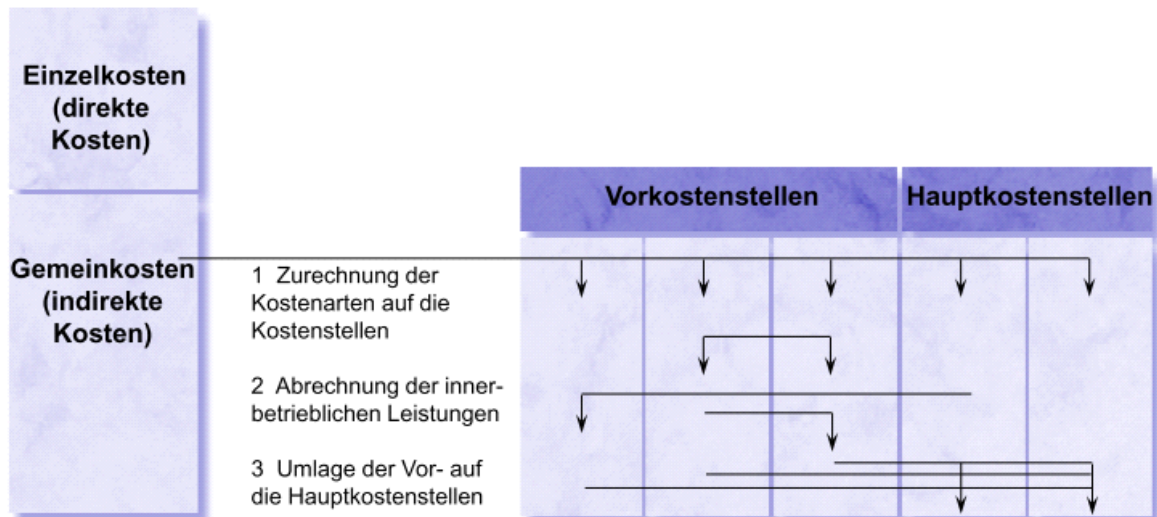 Einzelkosten
(direkte
Kosten)
Vorkostenstellen
Hauptkostenstellen
Gemeinkosten
(indirekte
Kosten)
1 Zurechnung der
Kostenarten auf die
Kostenstellen
2 Abrechnung der inner-
betrieblichen Leistungen
3 Umlage der Vor- auf
die Hauptkostenstellen